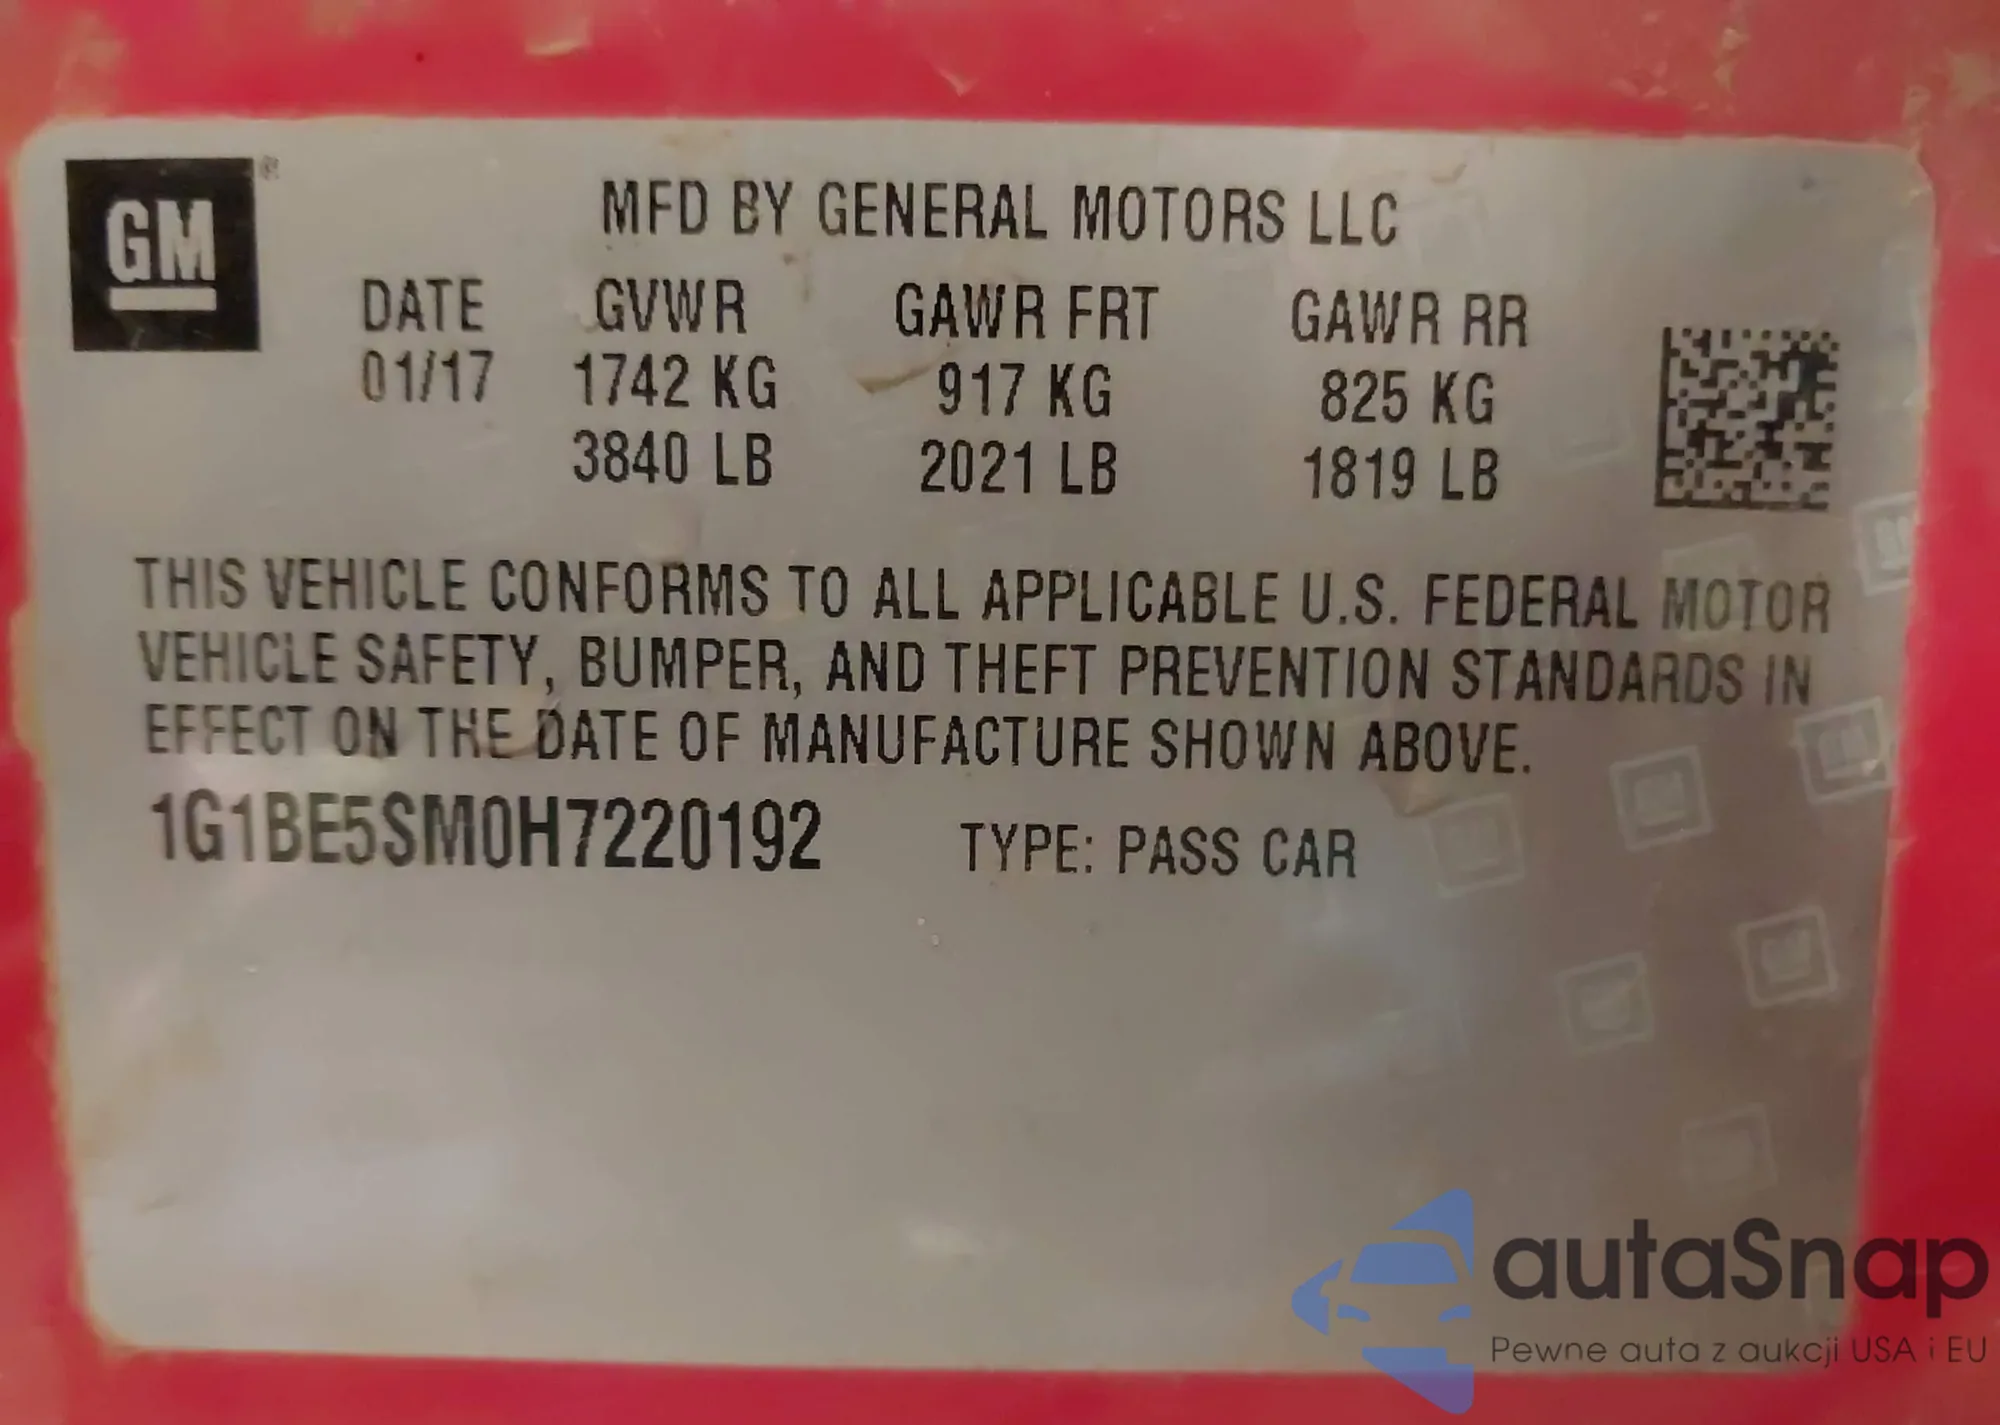 GM®
MFD BY GENERAL MOTORS LLC
DATE GVWR GAWR FRT GAWR RR
01/17 1742 KG 917 KG 825 KG
3840 LB 2021 LB 1819 LB
THIS VEHICLE CONFORMS TO ALL APPLICABLE U.S. FEDERAL MOTOR
VEHICLE SAFETY, BUMPER, AND THEFT PREVENTION STANDARDS IN
EFFECT ON THE DATE OF MANUFACTURE SHOWN ABOVE.
1G1BE5SM0H7220192 TYPE: PASS CAR
autaSnap
Pewne auta z aukcji USA i EU